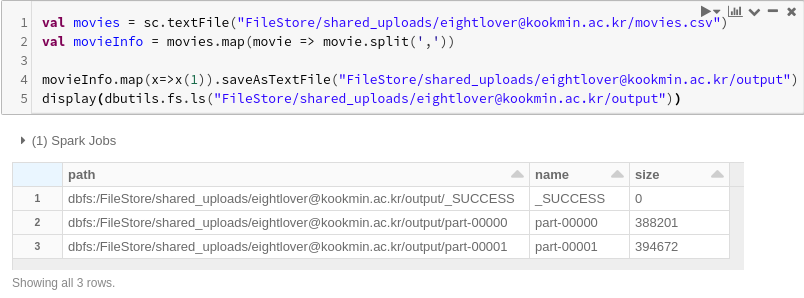 1 val movies = sc.textFile("FileStore/shared_uploads/eightlover@kookmin.ac.kr/movies.csv")
2 val movieInfo = movies.map(movie => movie.split(','))
3
4 movieInfo.map(x=>x(1)).saveAsTextFile("FileStore/shared_uploads/eightlover@kookmin.ac.kr/output")
5 display(dbutils.fs.ls("FileStore/shared_uploads/eightlover@kookmin.ac.kr/output"))
(1) Spark Jobs
path name size
1 dbfs:/FileStore/shared_uploads/eightlover@kookmin.ac.kr/output/_SUCCESS _SUCCESS 0
2 dbfs:/FileStore/shared_uploads/eightlover@kookmin.ac.kr/output/part-00000 part-00000 388201
3 dbfs:/FileStore/shared_uploads/eightlover@kookmin.ac.kr/output/part-00001 part-00001 394672
Showing all 3 rows.